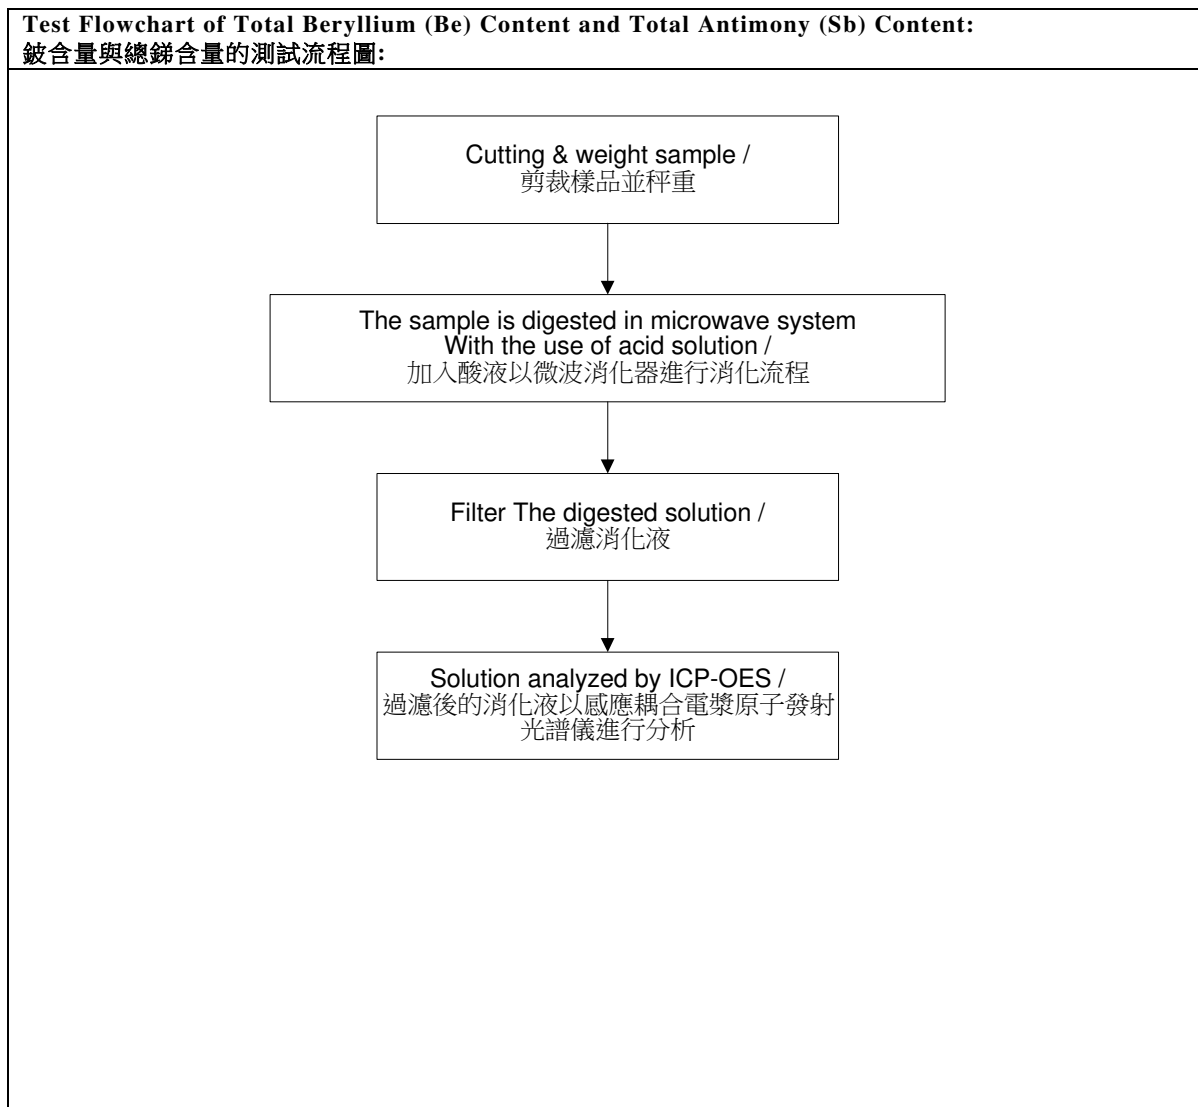 Test Flowchart of Total Beryllium (Be) Content and Total Antimony (Sb) Content:
鈹含量與總銻含量的測試流程圖:
Cutting & weight sample /
剪裁樣品並秤重
The sample is digested in microwave system
With the use of acid solution /
加入酸液以微波消化器進行消化流程
Filter The digested solution /
過濾消化液
Solution analyzed by ICP-OES /
過濾後的消化液以感應耦合電漿原子發射
光譜儀進行分析